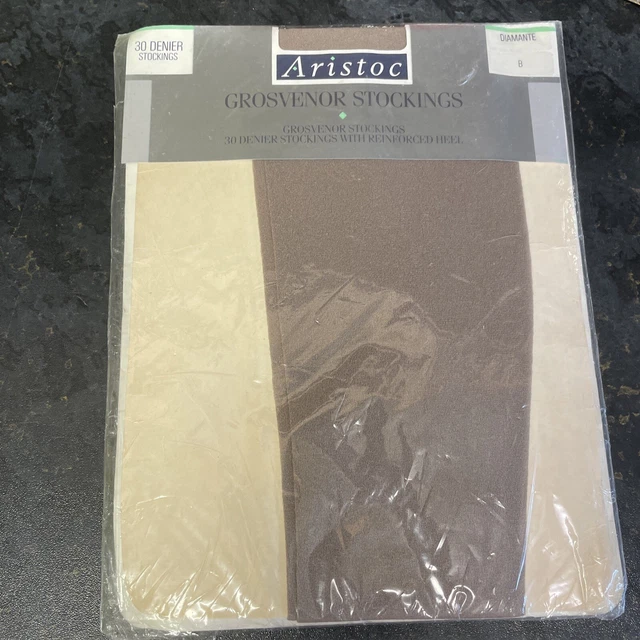 30 DENIER
STOCKINGS
Aristoc
DIAMANTE
B
GROSVENOR STOCKINGS
GROSVENOR STOCKINGS
30 DENIER STOCKINGS WITH REINFORCED HEEL